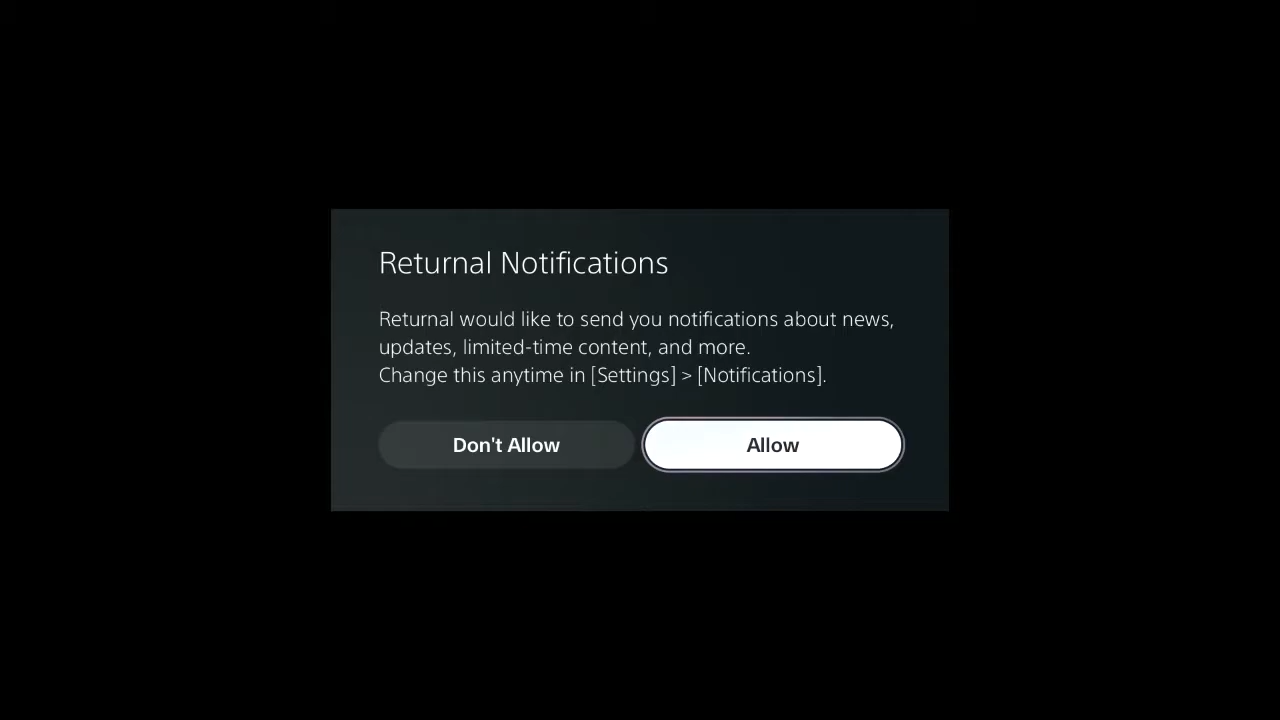 Returnal Notifications
Returnal would like to send you notifications about news,
updates, limited-time content, and more.
Change this anytime in [Settings] > [Notifications].
Don't Allow
Allow